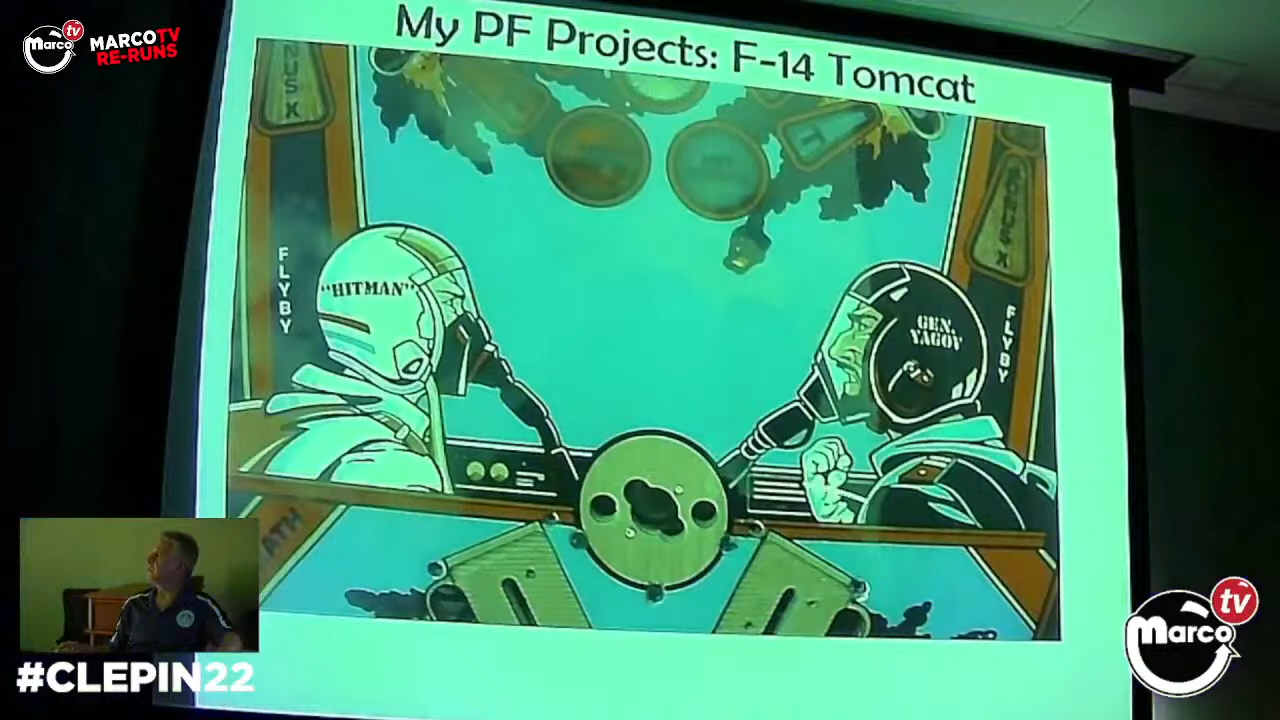 marco tv
MARCOTV
RE-RUNS
My PF Projects: F-14 Tomcat
X
BONUS X
FLYBY
FLYBY
"HITMAN"
GEN.
YAGOV
#CLEPIN22
marco tv